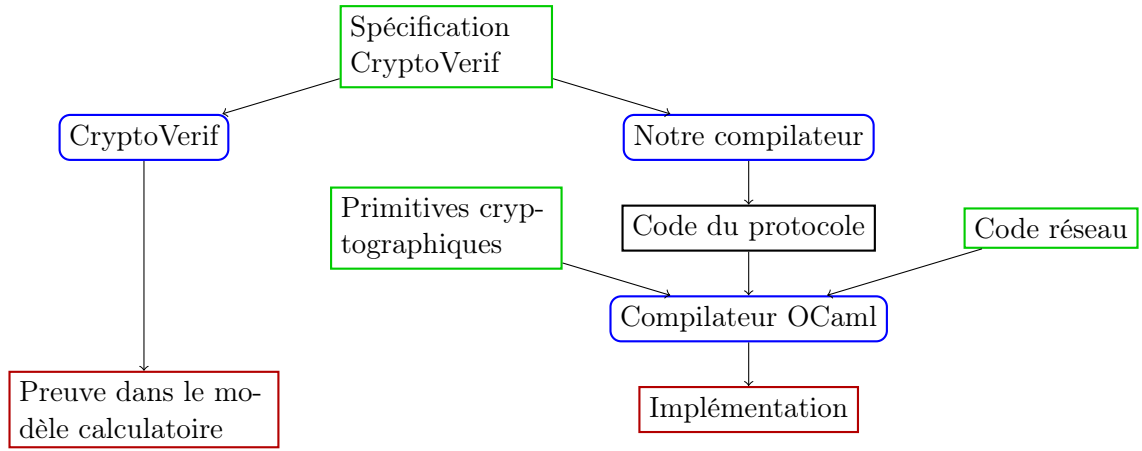 Spécification
CryptoVerif
CryptoVerif
Notre compilateur
Primitives cryp-
tographiques
Code du protocole
Code réseau
Compilateur OCaml
Preuve dans le mo-
dèle calculatoire
Implémentation